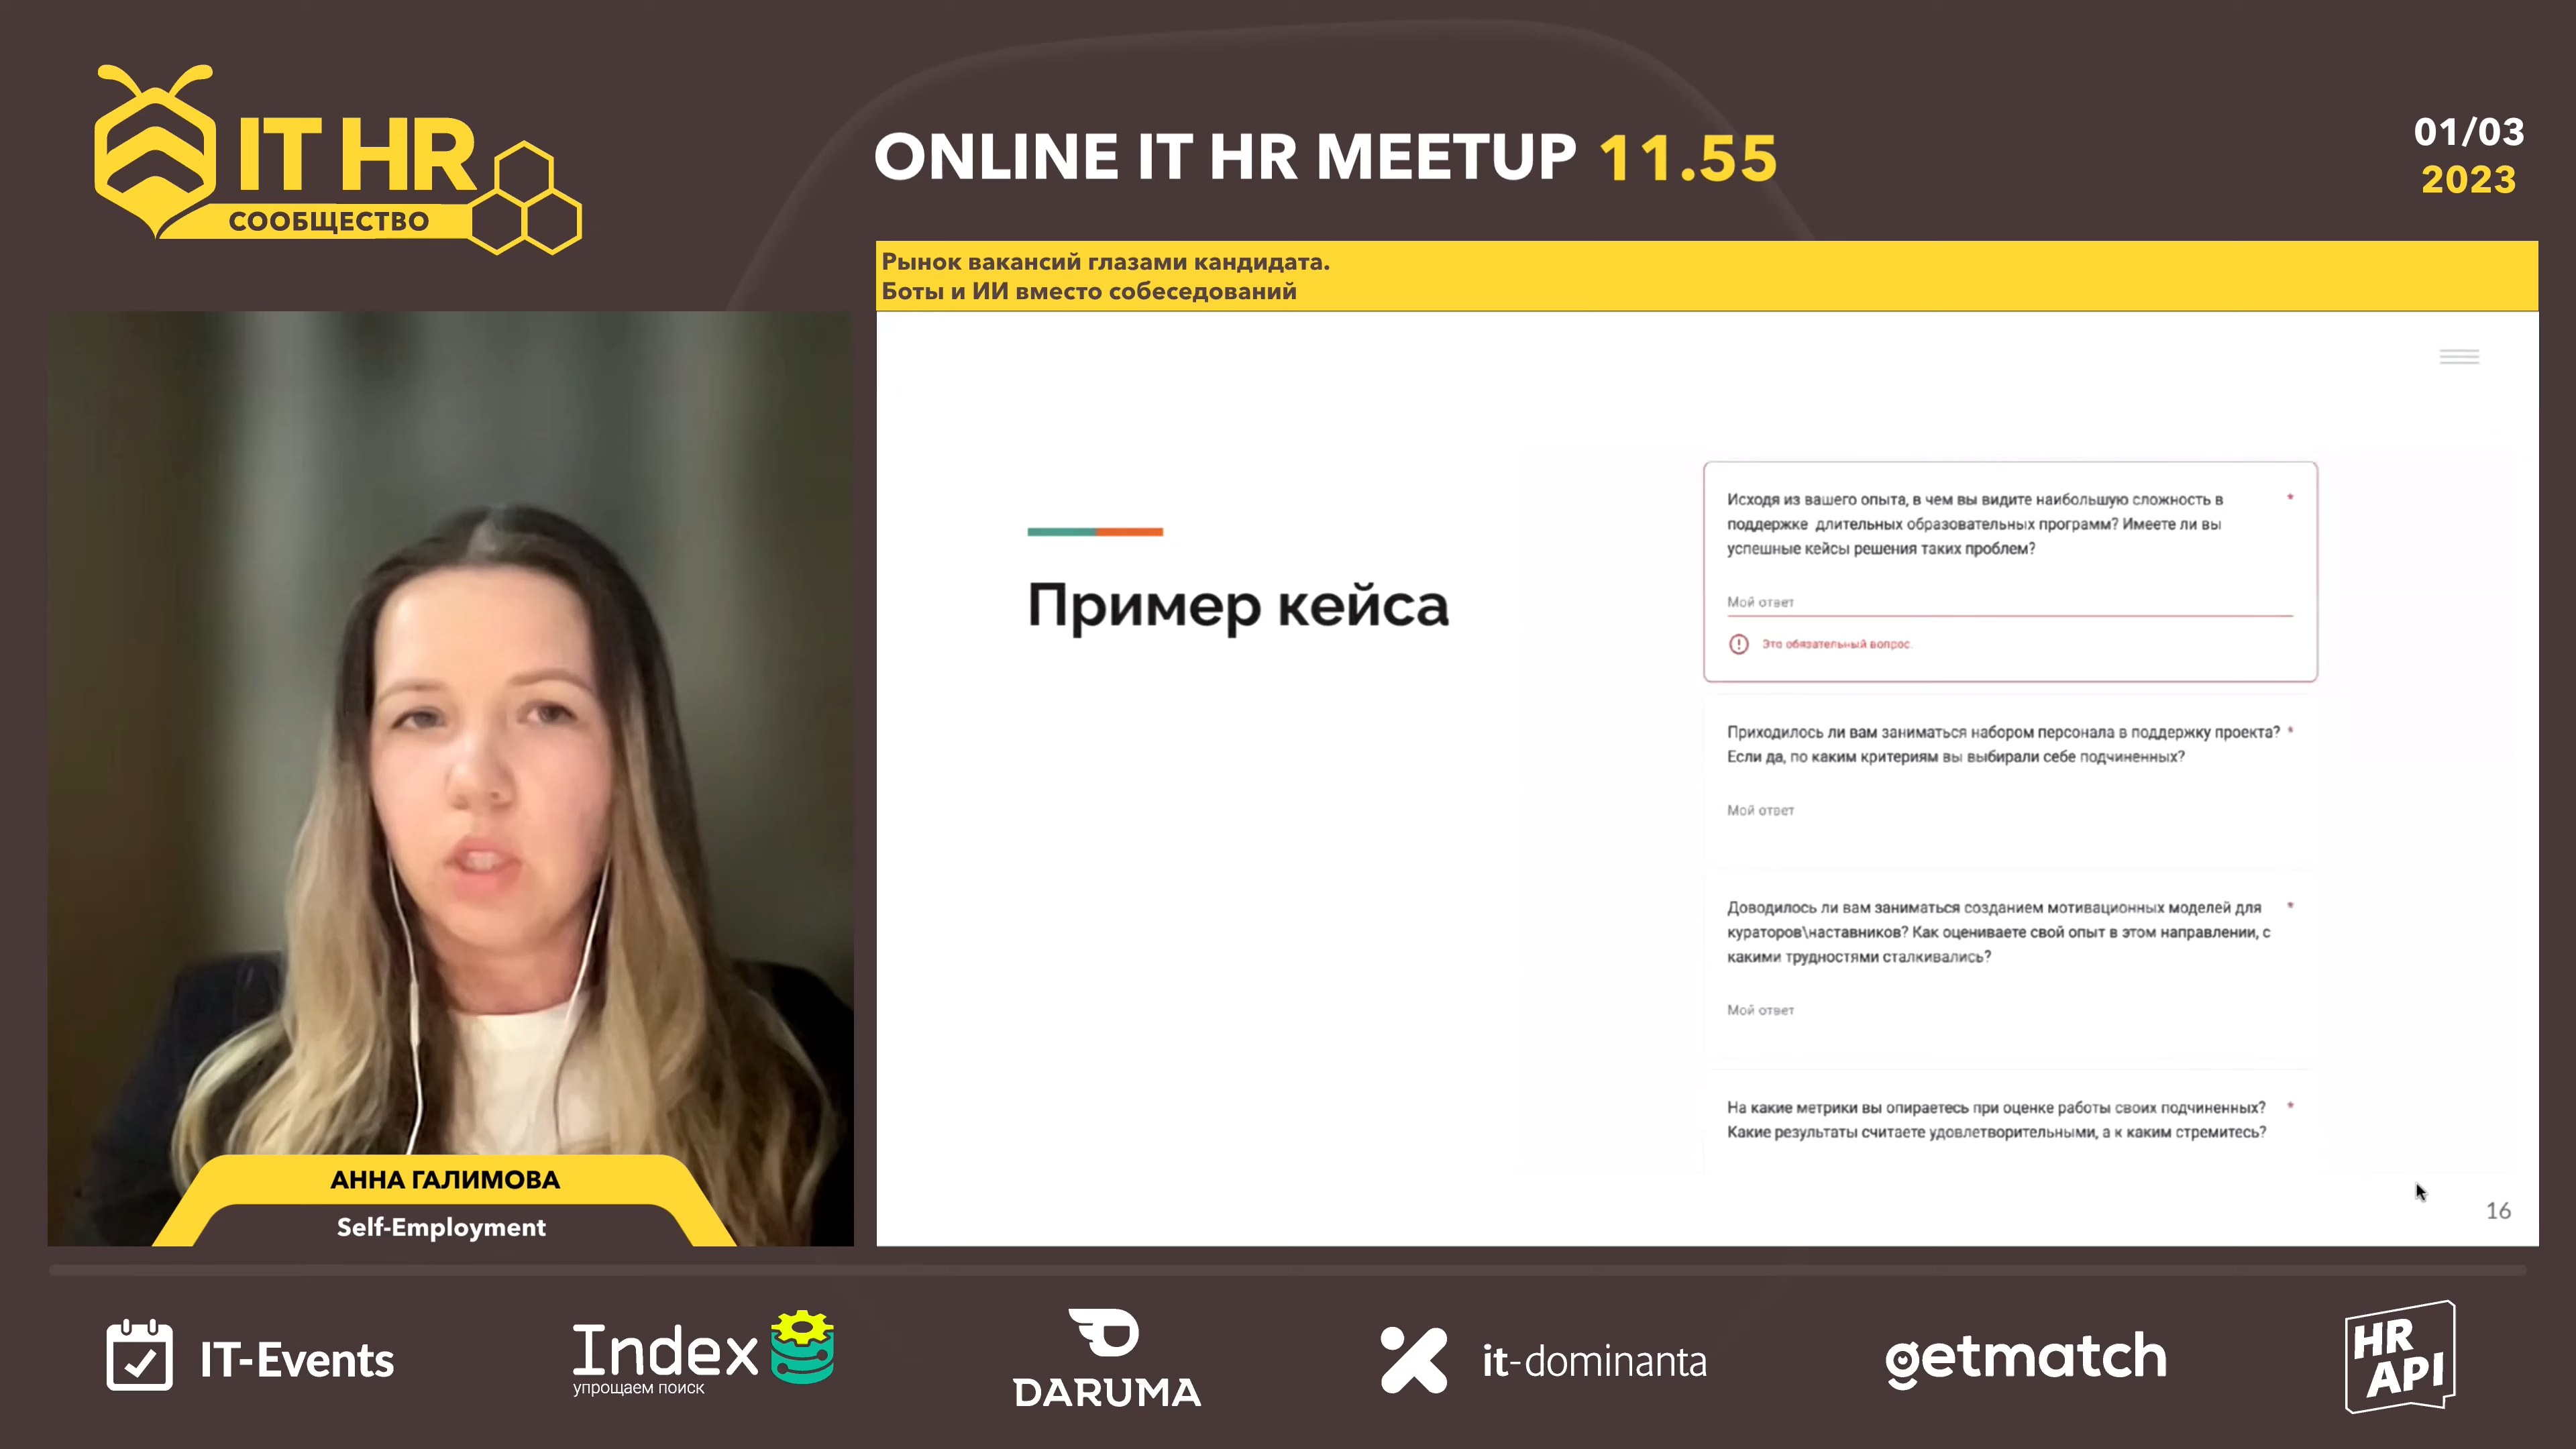 IT HR
СООБЩЕСТВО
ONLINE IT HR MEETUP 11.55
01/03
2023
Рынок вакансий глазами кандидата.
Боты и ИИ вместо собеседований
Пример кейса
Исходя из вашего опыта, в чем вы видите наибольшую сложность в *
поддержке длительных образовательных программ? Имеете ли вы
успешные кейсы решения таких проблем?
Мой ответ
Это обязательный вопрос.
Приходилось ли вам заниматься набором персонала в поддержку проекта? *
Если да, по каким критериям вы выбирали себе подчиненных?
Мой ответ
Доводилось ли вам заниматься созданием мотивационных моделей для *
кураторов\наставников? Как оцениваете свой опыт в этом направлении, с
какими трудностями сталкивались?
Мой ответ
На какие метрики вы опираетесь при оценке работы своих подчиненных? *
Какие результаты считаете удовлетворительными, а к каким стремитесь?
16
АННА ГАЛИМОВА
Self-Employment
IT-Events
Index
упрощаем поиск
DARUMA
it-dominanta
getmatch
HR
API